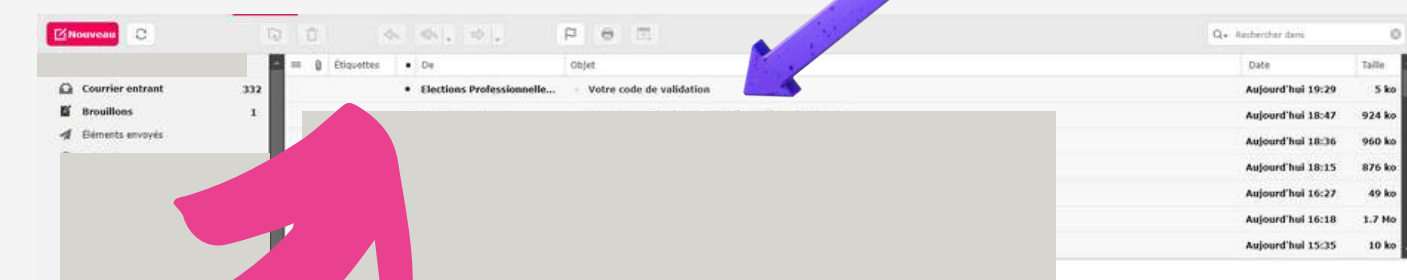 Nouveau
Rechercher dans
Étiquettes De Objet Date Taille
Courrier entrant 332
Elections Professionnelle... Votre code de validation Aujourd'hui 19:29 5 ko
Brouillons 1
Aujourd'hui 18:47 924 ko
Éléments envoyés
Aujourd'hui 18:36 960 ko
Aujourd'hui 18:15 876 ko
Aujourd'hui 16:27 49 ko
Aujourd'hui 16:18 1.7 Mo
Aujourd'hui 15:35 10 ko